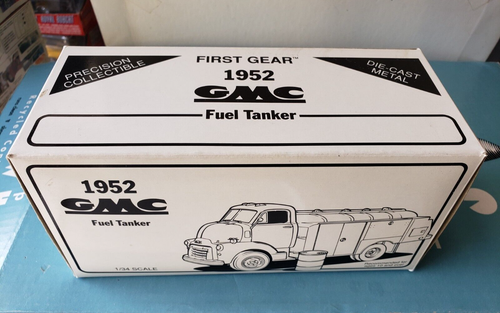 PRECISION
COLLECTIBLE
FIRST GEAR™
1952
GMC
Fuel Tanker
DIE-CAST
METAL
1952
GMC
Fuel Tanker
1/34 SCALE